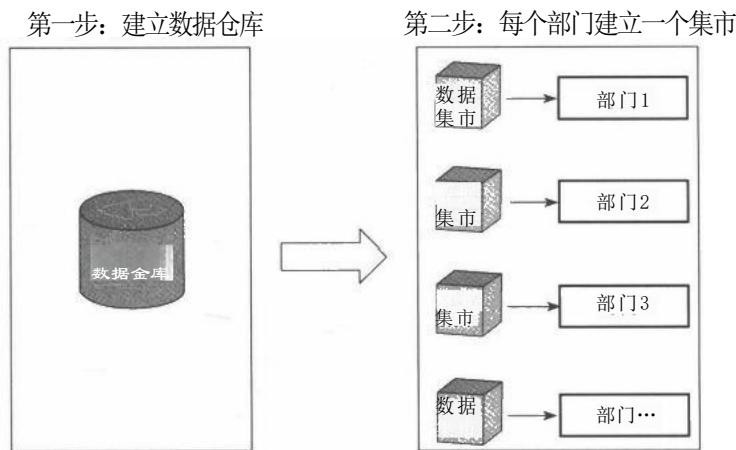 第一步：建立数据仓库
第二步：每个部门建立一个集市
数据金库
数据
集市
部门1
集市
部门2
集市
部门3
数据
部门…